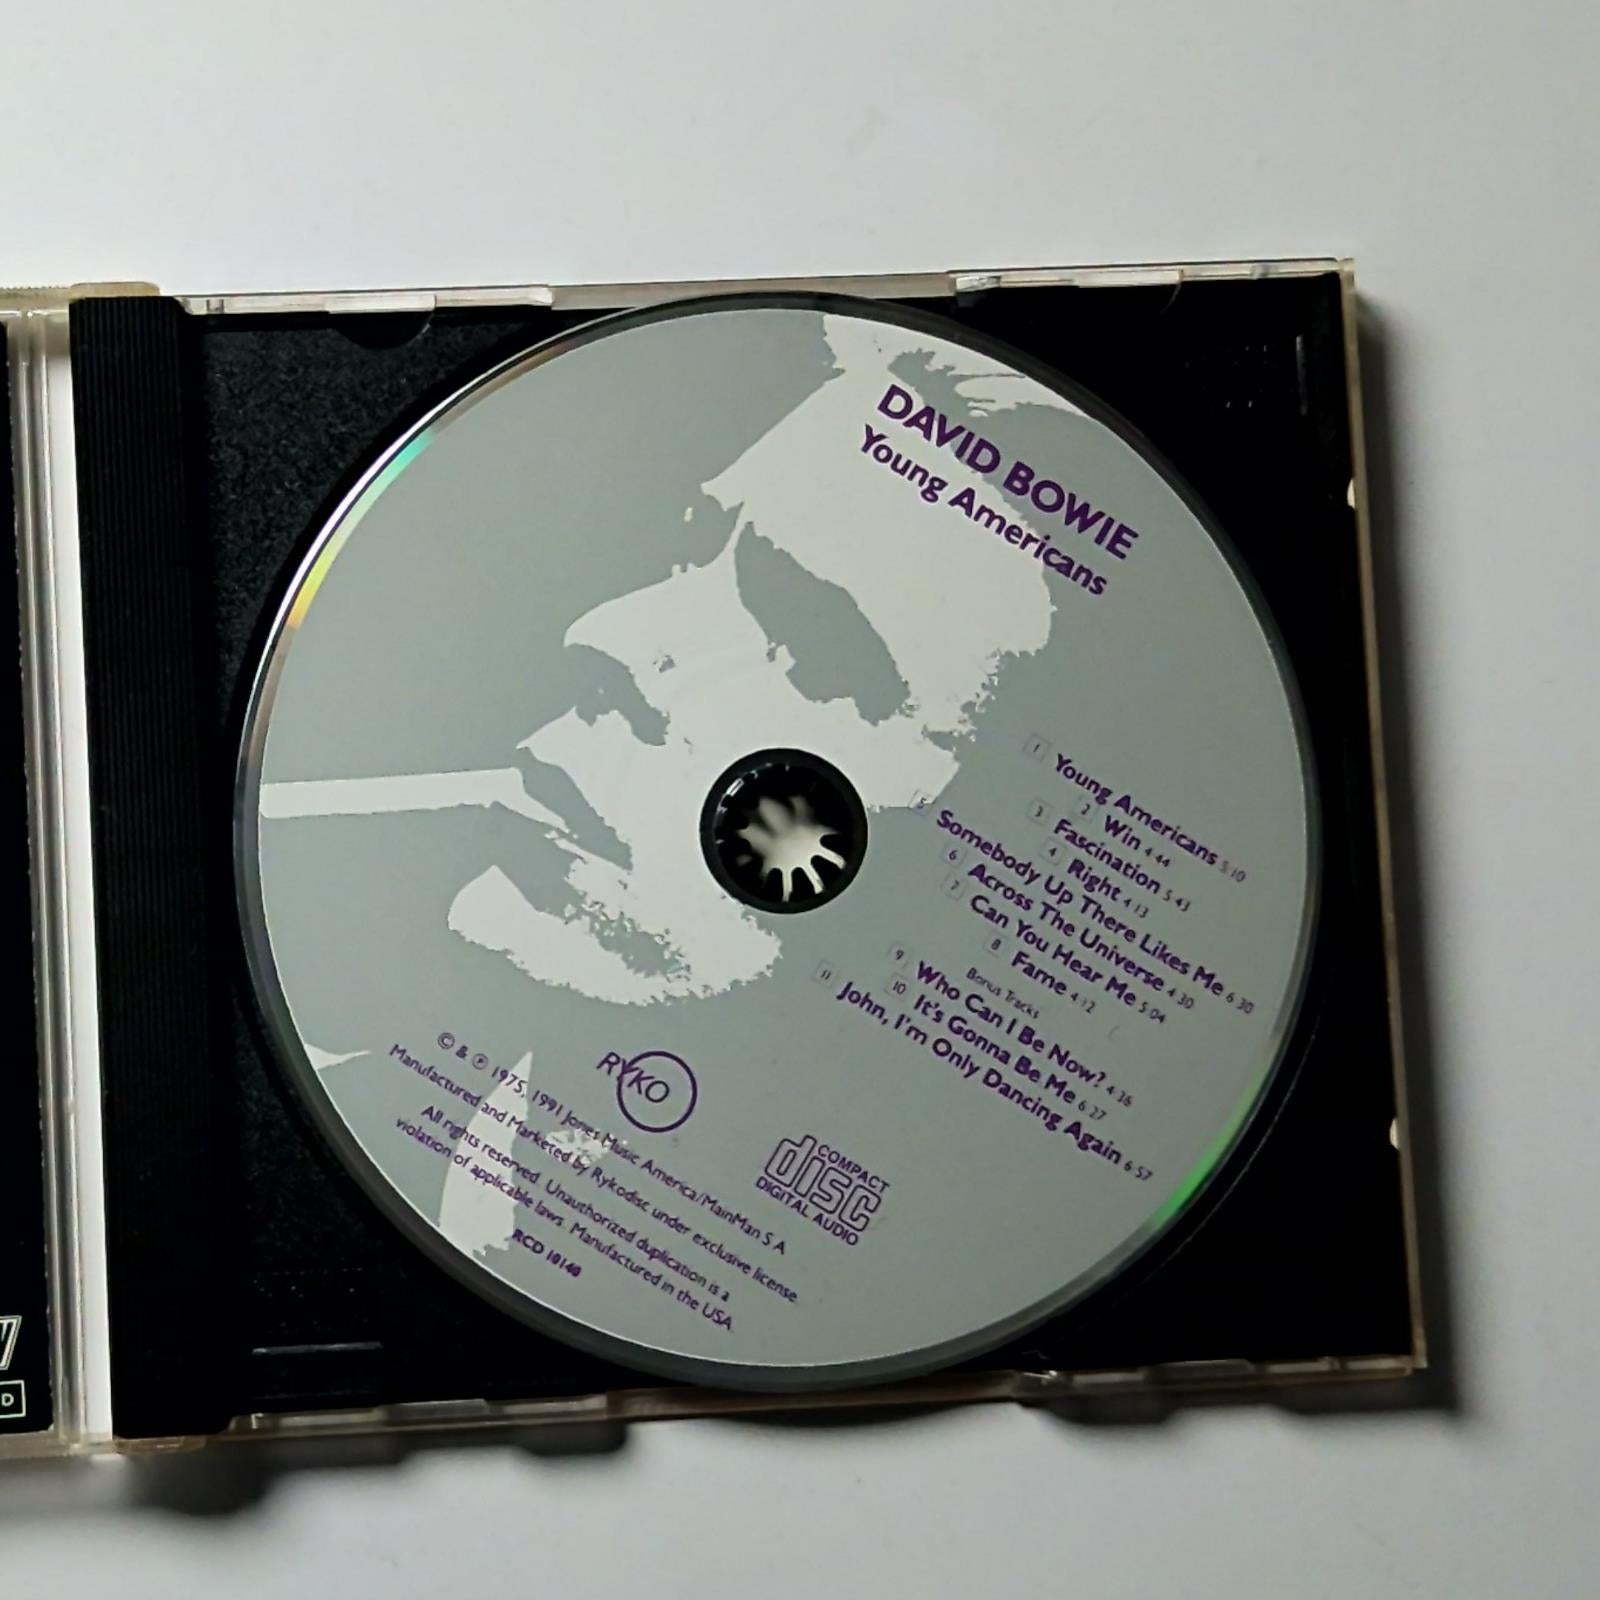 DAVID BOWIE
Young Americans
1 Young Americans 5:10
2 Win 4:44
3 Fascination 5:43
4 Right 4:13
5 Somebody Up There Likes Me 6:30
6 Across The Universe 4:30
7 Can You Hear Me 5:04
8 Fame 4:12
Bonus Tracks
9 Who Can I Be Now? 4:36
10 It's Gonna Be Me 6:27
11 John, I'm Only Dancing Again 6:57
RYKO
COMPACT
disc
DIGITAL AUDIO
© & ℗ 1975, 1991 Jones Music America/MainMan S.A.
Manufactured and Marketed by Rykodisc under exclusive license.
All rights reserved. Unauthorized duplication is a
violation of applicable laws. Manufactured in the USA.
RCD 10140
D